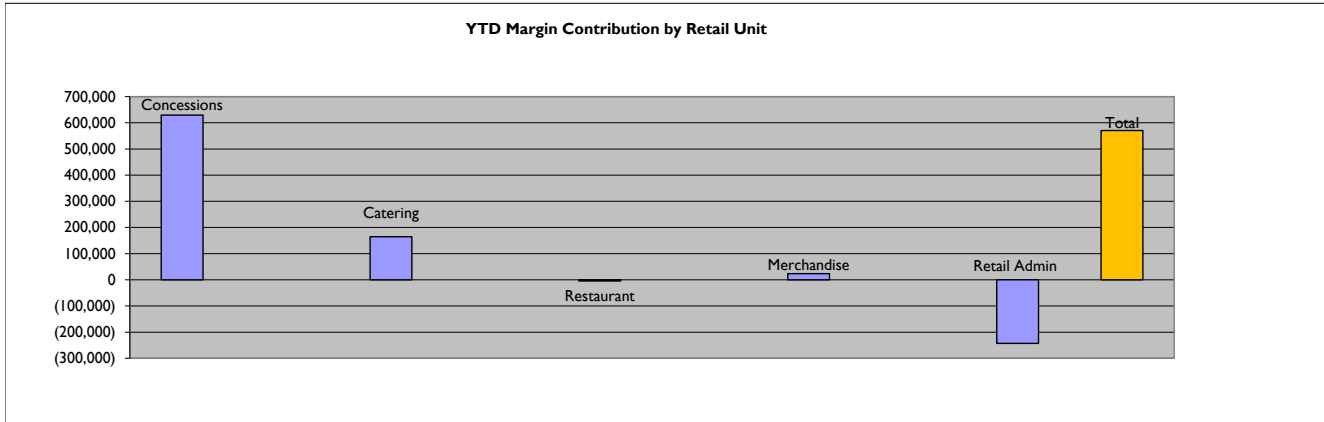 YTD Margin Contribution by Retail Unit
700,000
600,000
500,000
400,000
300,000
200,000
100,000
0
(100,000)
(200,000)
(300,000)
Concessions
Catering
Restaurant
Merchandise
Retail Admin
Total